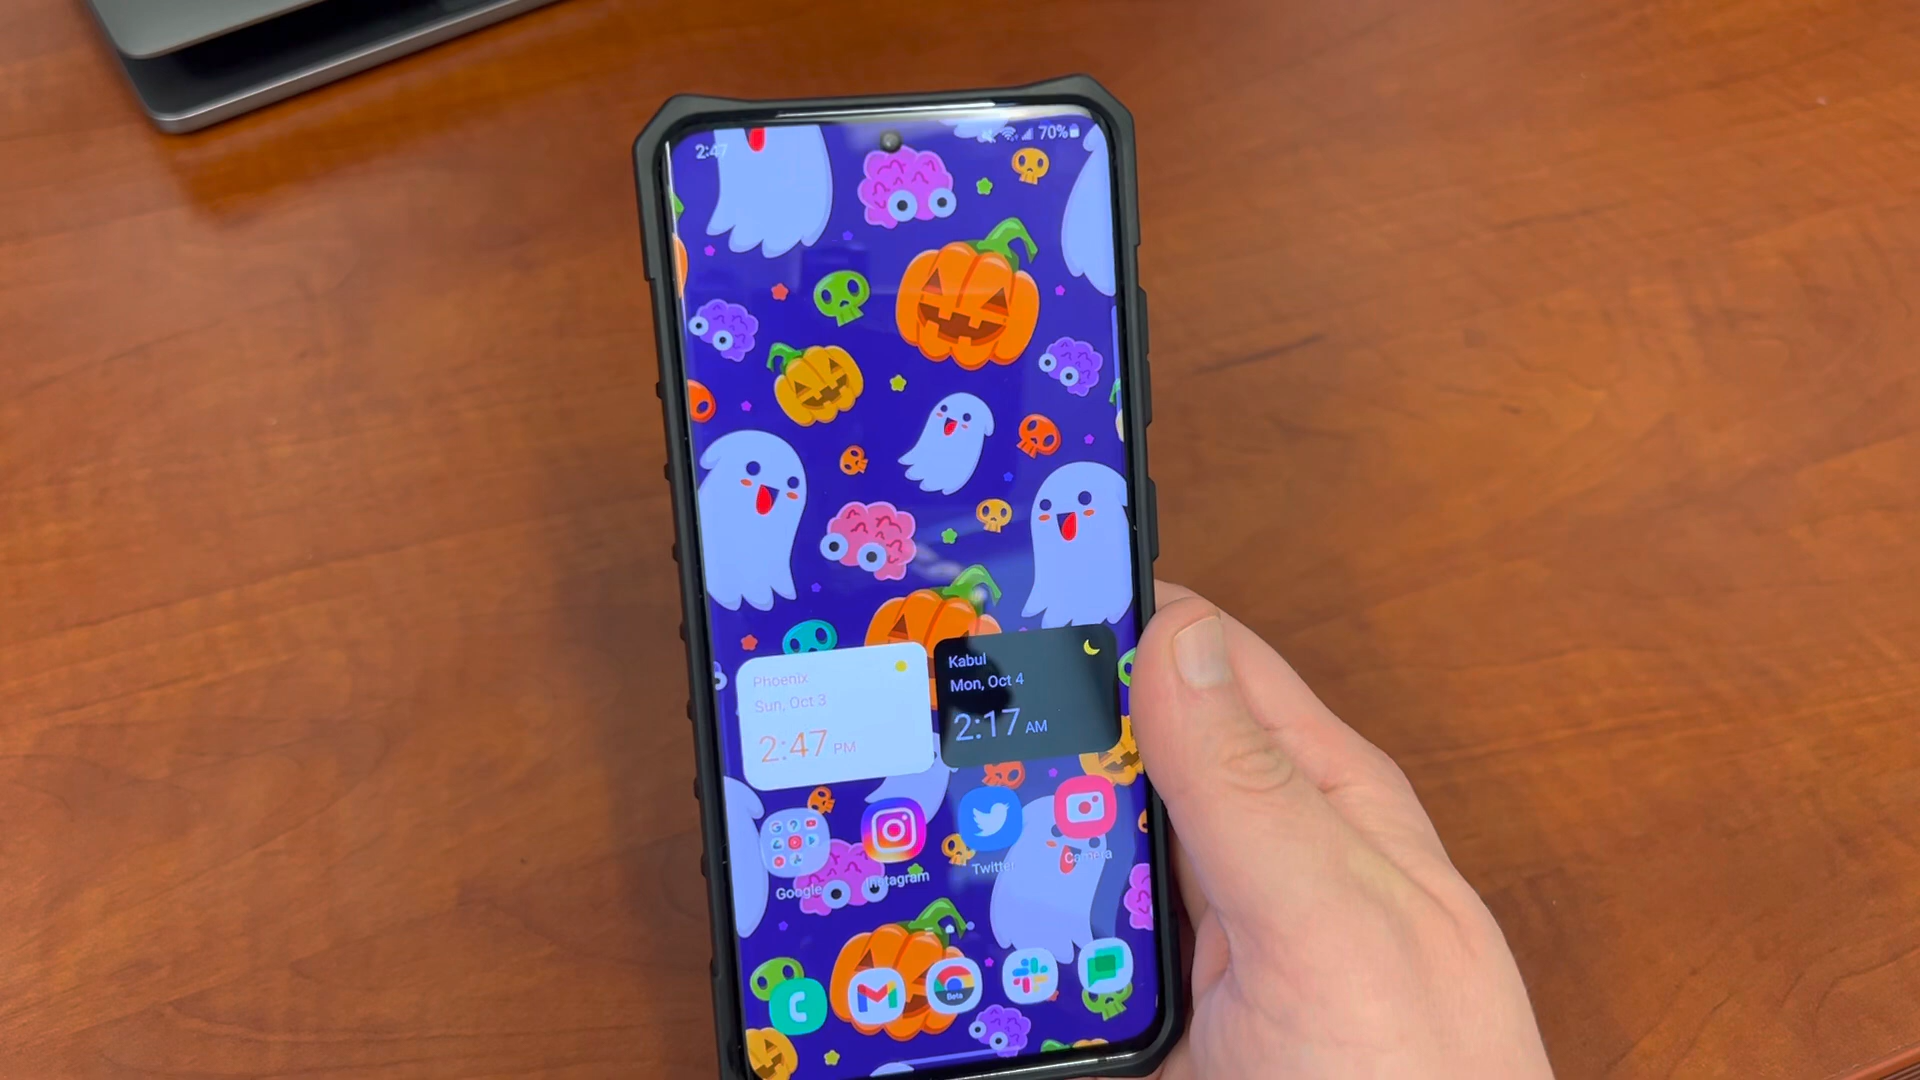 2:47
70%
Phoenix
Sun, Oct 3
2:47 PM
Kabul
Mon, Oct 4
2:17 AM
Google
Instagram
Twitter
Camera
Beta